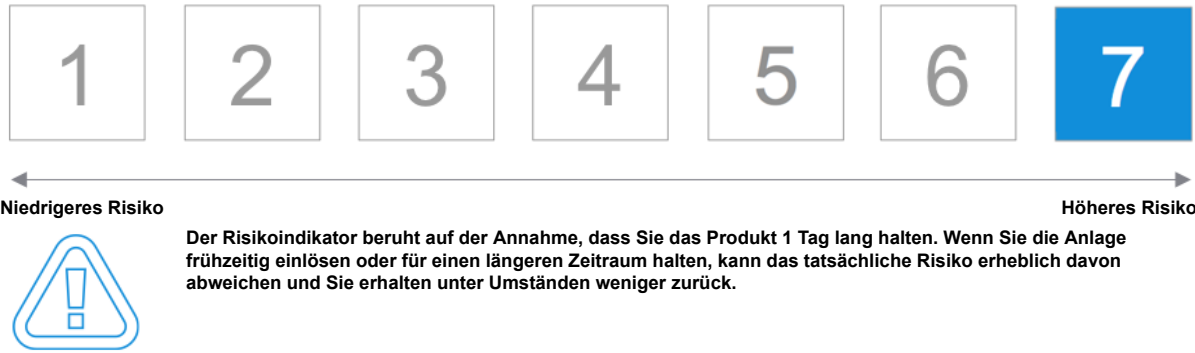 1 2 3 4 5 6 7
Niedrigeres Risiko Höheres Risiko
Der Risikoindikator beruht auf der Annahme, dass Sie das Produkt 1 Tag lang halten. Wenn Sie die Anlage
frühzeitig einlösen oder für einen längeren Zeitraum halten, kann das tatsächliche Risiko erheblich davon
abweichen und Sie erhalten unter Umständen weniger zurück.